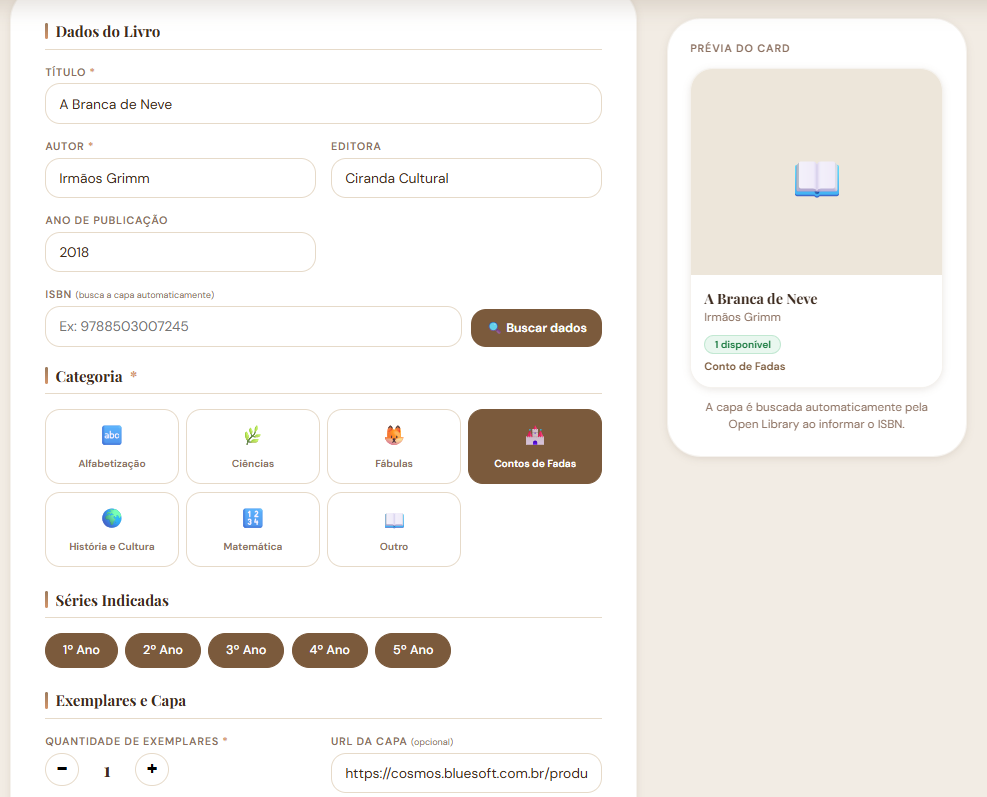 Dados do Livro
TÍTULO *
A Branca de Neve
AUTOR *
EDITORA
Irmãos Grimm
Ciranda Cultural
ANO DE PUBLICAÇÃO
2018
ISBN (busca a capa automaticamente)
Ex: 9788503007245
Buscar dados
Categoria *
abc
Alfabetização
Ciências
Fábulas
Contos de Fadas
História e Cultura
1 2
3 4
Matemática
Outro
Séries Indicadas
1º Ano
2º Ano
3º Ano
4º Ano
5º Ano
Exemplares e Capa
QUANTIDADE DE EXEMPLARES *
− 1 +
URL DA CAPA (opcional)
https://cosmos.bluesoft.com.br/produ
PRÉVIA DO CARD
A Branca de Neve
Irmãos Grimm
1 disponível
Conto de Fadas
A capa é buscada automaticamente pela
Open Library ao informar o ISBN.